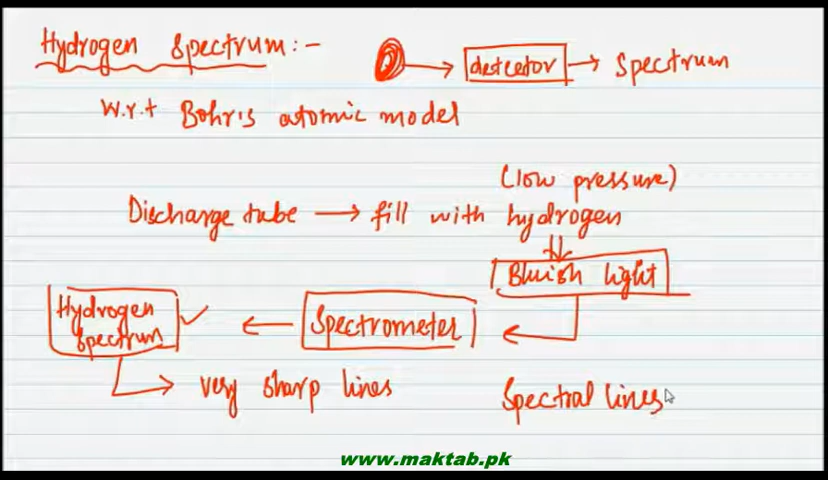 Hydrogen Spectrum:-
detcetor → Spectrum
w.r.t Bohr's atomic model
(low pressure)
Discharge tube → fill with hydrogen
Bluish light
Hydrogen Spectrum
Spectrometer
very sharp lines
Spectral lines
www.maktab.pk